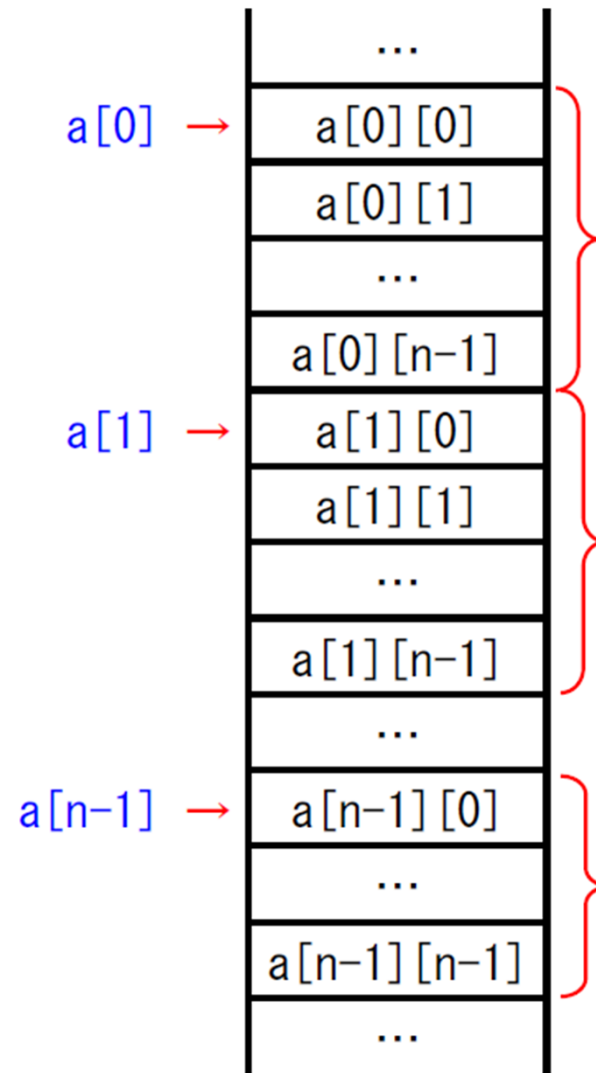 ...
a[0] → a[0][0]
a[0][1]
...
a[0][n-1]
a[1] → a[1][0]
a[1][1]
...
a[1][n-1]
...
a[n-1] → a[n-1][0]
...
a[n-1][n-1]
...